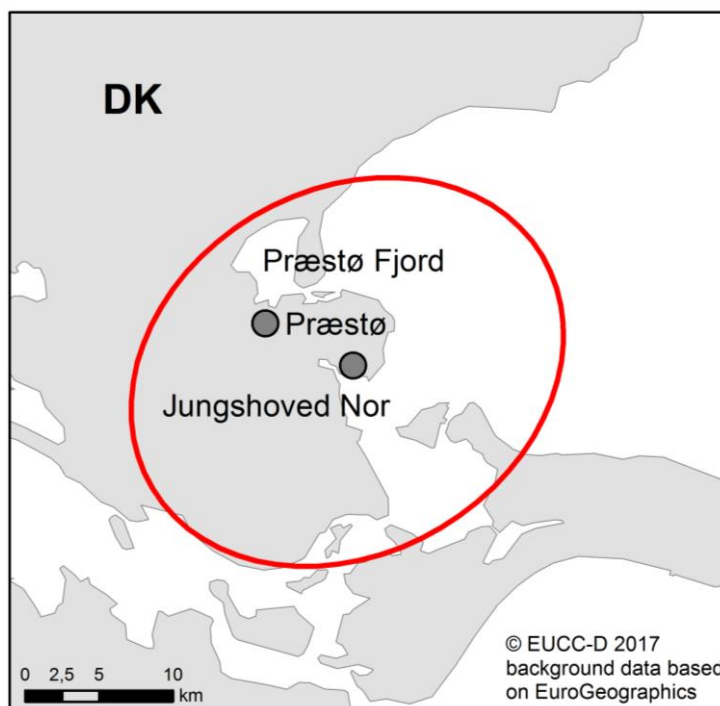 DK
Præstø Fjord
Præstø
Jungshoved Nor
© EUCC-D 2017
background data based
on EuroGeographics
0 2,5 5 10
km